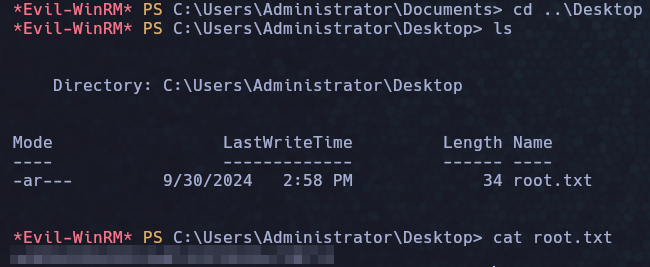 *Evil-WinRM* PS C:\Users\Administrator\Documents> cd ..\Desktop
*Evil-WinRM* PS C:\Users\Administrator\Desktop> ls
Directory: C:\Users\Administrator\Desktop
Mode LastWriteTime Length Name
---- ------------- ------ ----
-ar--- 9/30/2024 2:58 PM 34 root.txt
*Evil-WinRM* PS C:\Users\Administrator\Desktop> cat root.txt